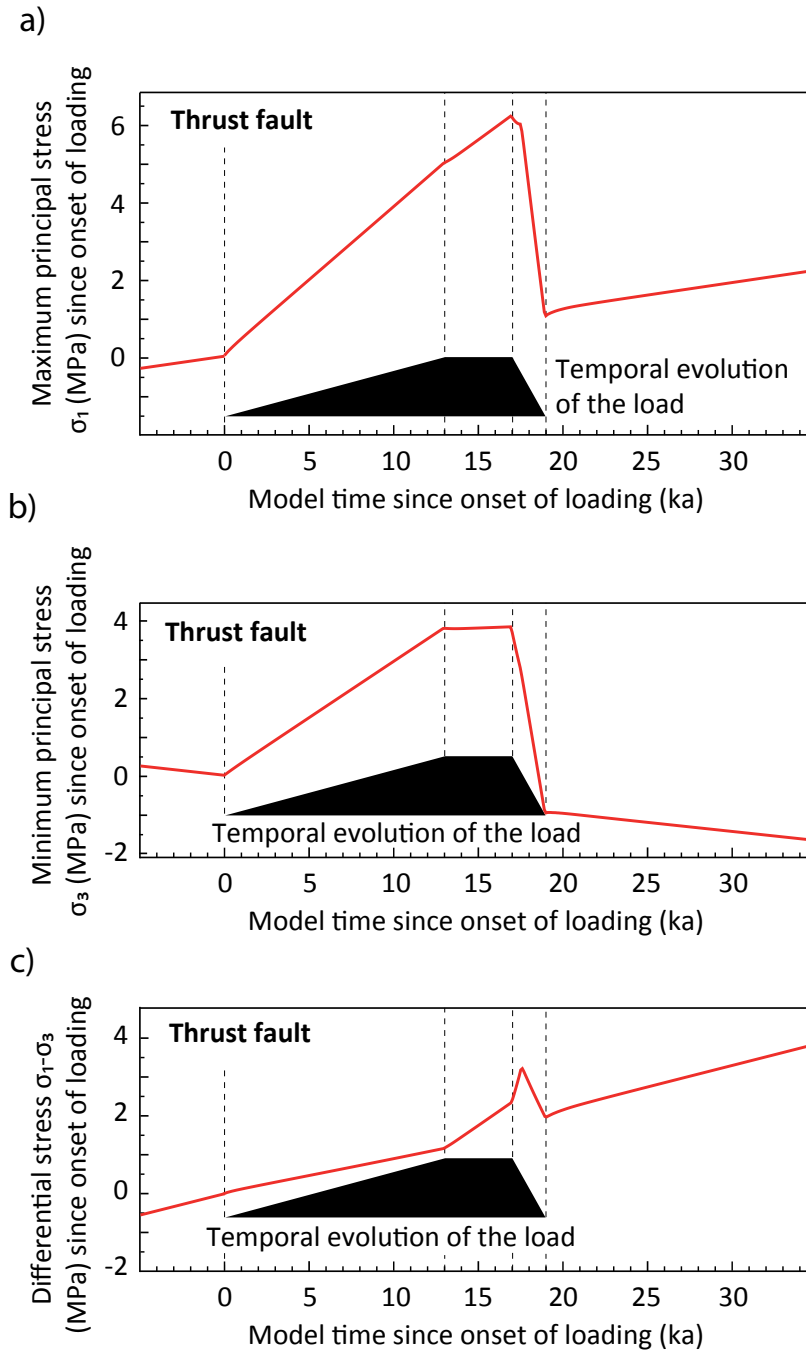 a)
Maximum principal stress
σ₁ (MPa) since onset of loading
Thrust fault
6
4
2
0
Temporal evolution
of the load
0 5 10 15 20 25 30
Model time since onset of loading (ka)
b)
Minimum principal stress
σ₃ (MPa) since onset of loading
Thrust fault
4
2
0
-2
Temporal evolution of the load
0 5 10 15 20 25 30
Model time since onset of loading (ka)
c)
Differential stress σ₁-σ₃
(MPa) since onset of loading
Thrust fault
4
2
0
-2
Temporal evolution of the load
0 5 10 15 20 25 30
Model time since onset of loading (ka)